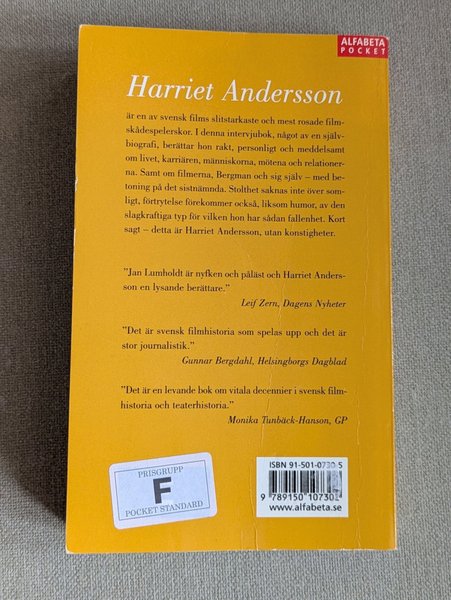 ALFABETA
POCKET
Harriet Andersson
är en av svensk films slitstarkaste och mest rosade film-
skådespelerskor. I denna intervjubok, något av en själv-
biografi, berättar hon rakt, personligt och meddelsamt
om livet, karriären, människorna, mötena och relationer-
na. Samt om filmerna, Bergman och sig själv – med be-
toning på det sistnämnda. Stolthet saknas inte över som-
ligt, förtrytelse förekommer också, liksom humor, av den
slagkraftiga typ för vilken hon har sådan fallenhet. Kort
sagt – detta är Harriet Andersson, utan konstigheter.
”Jan Lumholdt är nyfken och påläst och Harriet Anders-
son en lysande berättare.”
Leif Zern, Dagens Nyheter
”Det är svensk filmhistoria som spelas upp och det är
stor journalistik.”
Gunnar Bergdahl, Helsingborgs Dagblad
”Det är en levande bok om vitala decennier i svensk film-
historia och teaterhistoria.”
Monika Tunbäck-Hanson, GP
PRISGRUPP
F
POCKET STANDARD
ISBN 91-501-0730-5
9 789150 107301
www.alfabeta.se